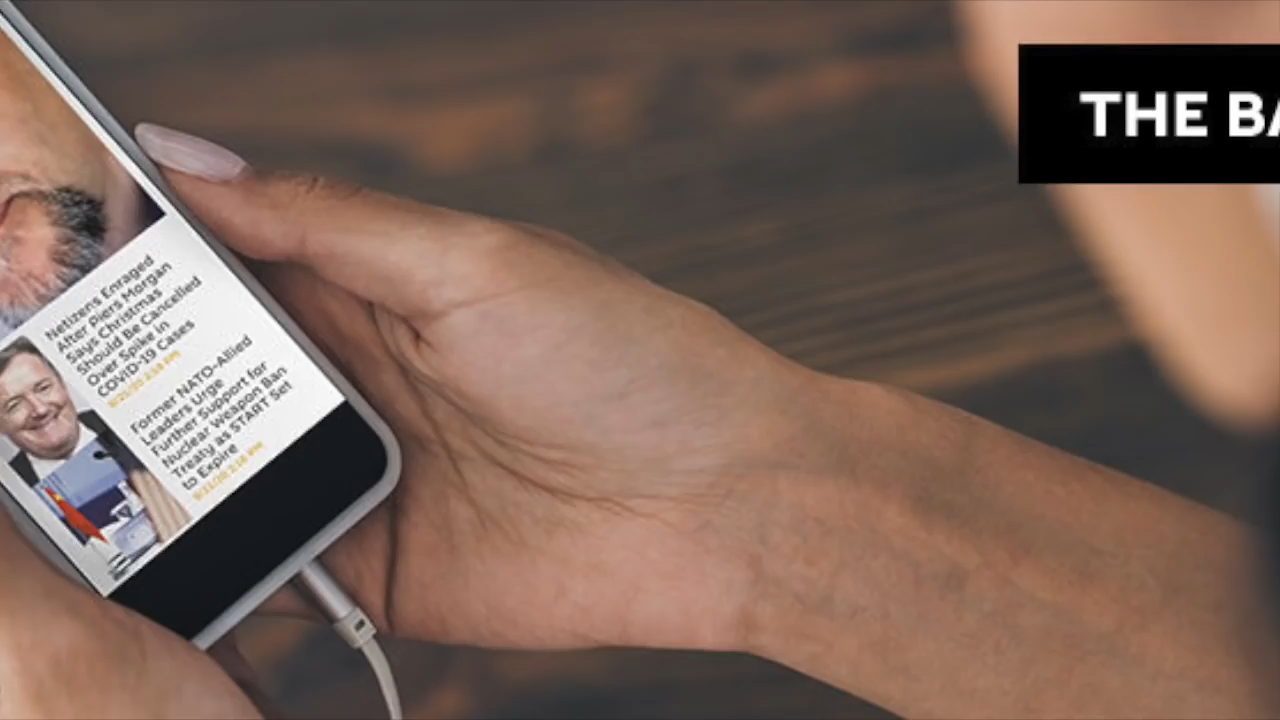 THE BA
Netizens Enraged
After Piers Morgan
Says Christmas
Should Be Cancelled
Over Spike in
COVID-19 Cases
Former NATO-Allied
Leaders Urge
Further Support for
Nuclear Weapon Ban
Treaty as START Set
to Expire